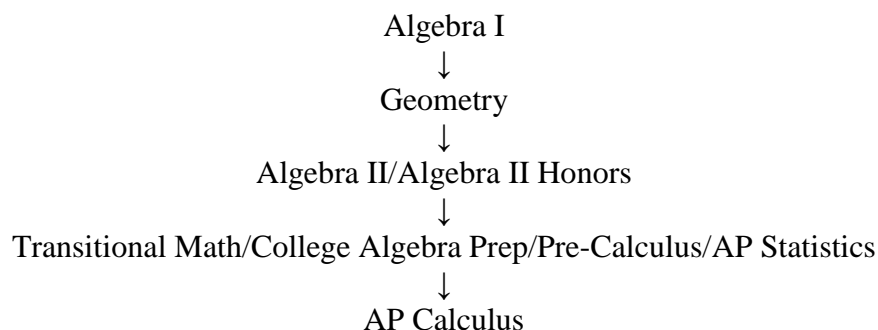 Algebra I
↓
Geometry
↓
Algebra II/Algebra II Honors
↓
Transitional Math/College Algebra Prep/Pre-Calculus/AP Statistics
↓
AP Calculus